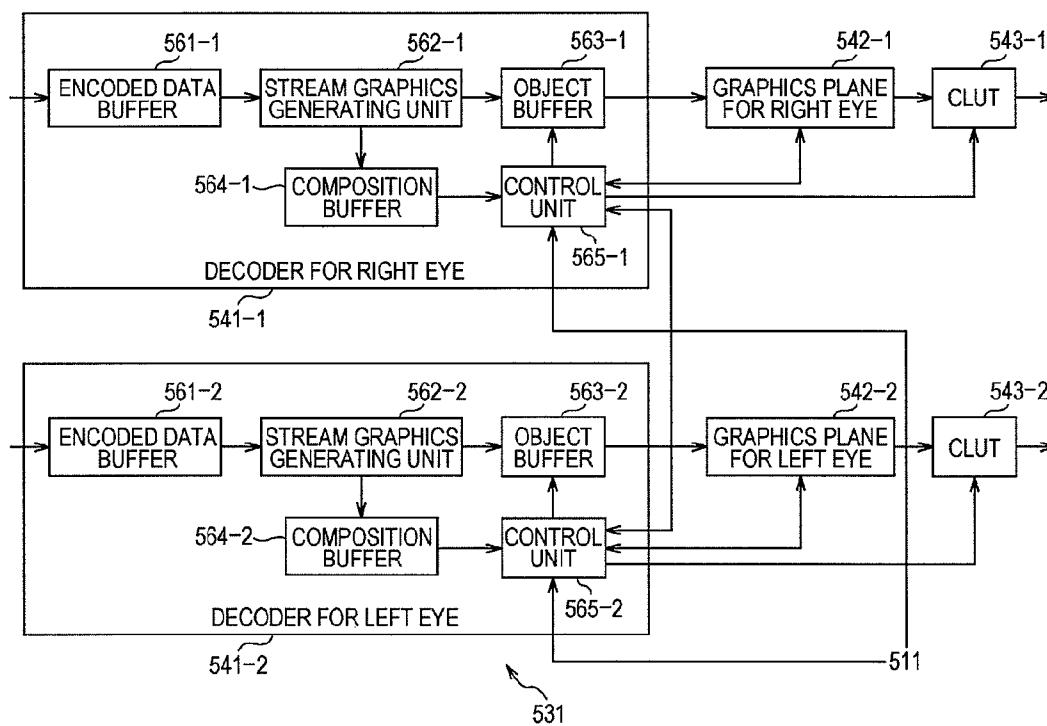 561-1
562-1
563-1
542-1
543-1
ENCODED DATA
BUFFER
STREAM GRAPHICS
GENERATING UNIT
OBJECT
BUFFER
GRAPHICS PLANE
FOR RIGHT EYE
CLUT
564-1
COMPOSITION
BUFFER
CONTROL
UNIT
565-1
DECODER FOR RIGHT EYE
541-1
561-2
562-2
563-2
542-2
543-2
ENCODED DATA
BUFFER
STREAM GRAPHICS
GENERATING UNIT
OBJECT
BUFFER
GRAPHICS PLANE
FOR LEFT EYE
CLUT
564-2
COMPOSITION
BUFFER
CONTROL
UNIT
565-2
DECODER FOR LEFT EYE
541-2
511
531